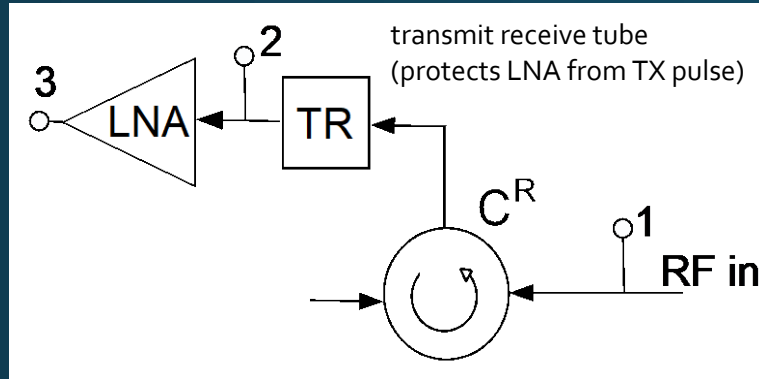 transmit receive tube
(protects LNA from TX pulse)
2
3
LNA
TR
C^R
1
RF in